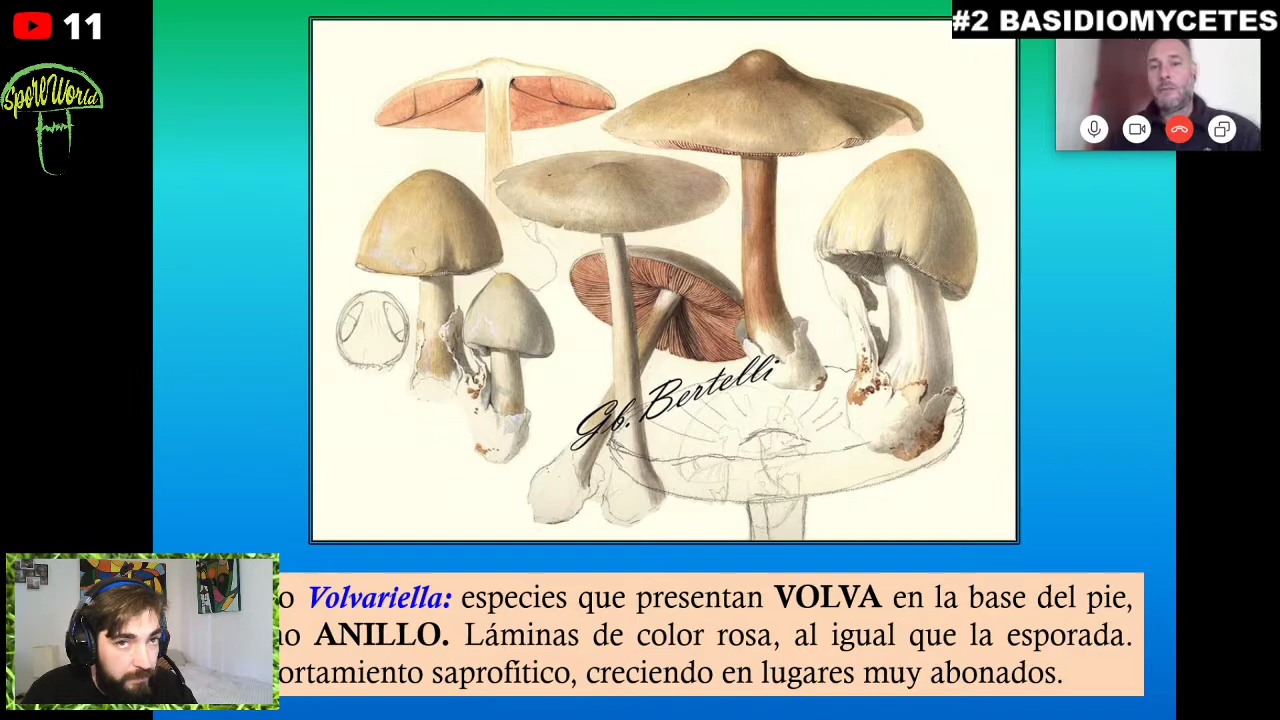 11
#2 BASIDIOMYCETES
SporeWorld
Gb. Bertelli
o Volvariella: especies que presentan VOLVA en la base del pie,
no ANILLO. Láminas de color rosa, al igual que la esporada.
ortamiento saprofítico, creciendo en lugares muy abonados.